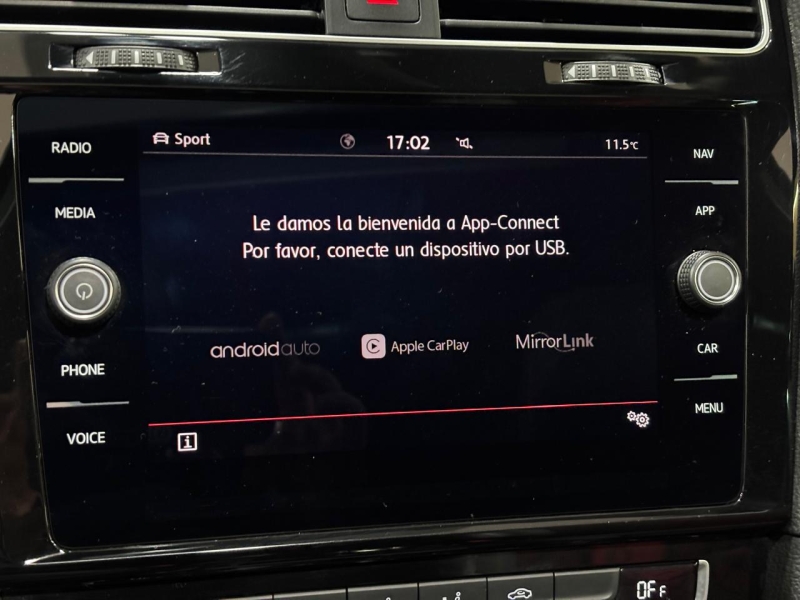 RADIO
MEDIA
PHONE
VOICE
Sport
17:02
11.5°C
Le damos la bienvenida a App-Connect
Por favor, conecte un dispositivo por USB.
androidauto
Apple CarPlay
MirrorLink
i
NAV
APP
CAR
MENU
OFF